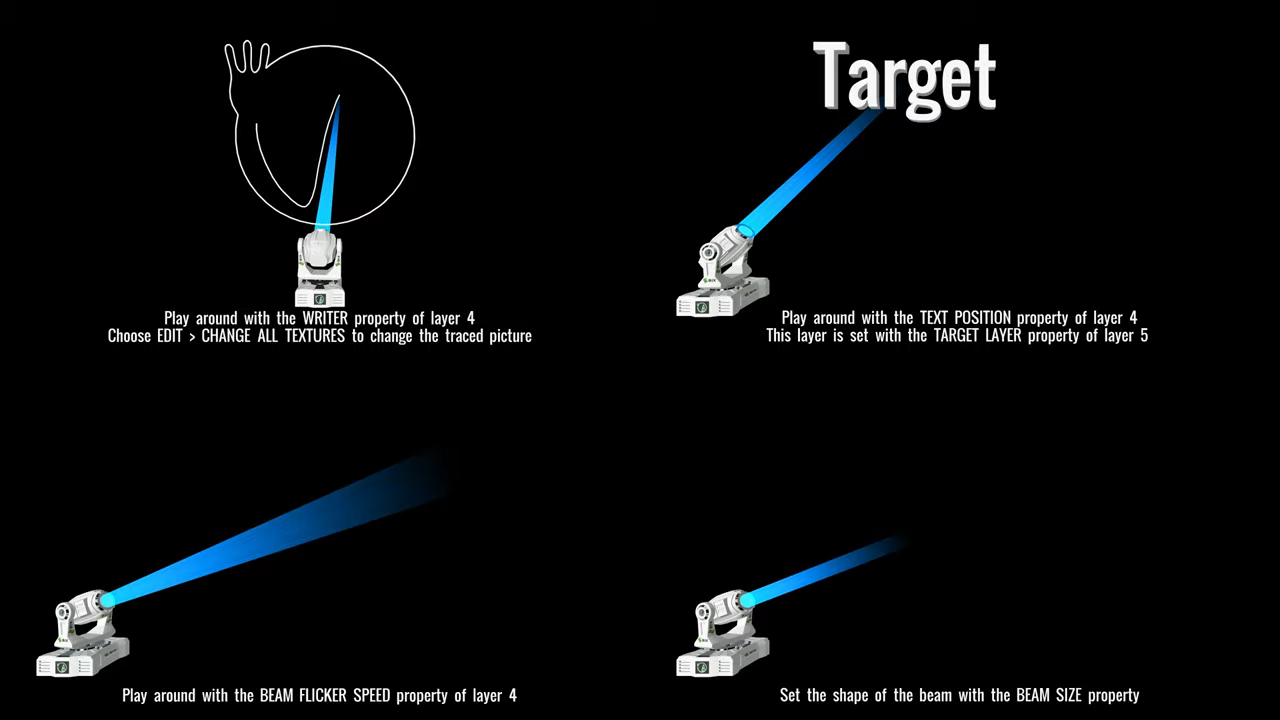 Target
Play around with the WRITER property of layer 4
Choose EDIT > CHANGE ALL TEXTURES to change the traced picture
Play around with the TEXT POSITION property of layer 4
This layer is set with the TARGET LAYER property of layer 5
Play around with the BEAM FLICKER SPEED property of layer 4
Set the shape of the beam with the BEAM SIZE property